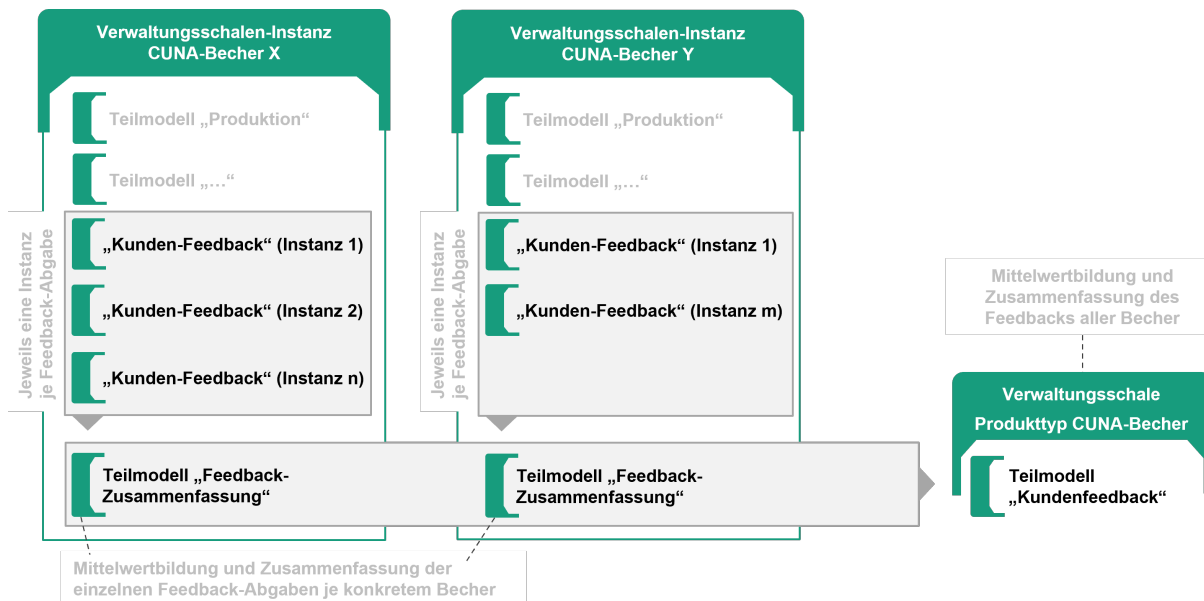 Verwaltungsschalen-Instanz
CUNA-Becher X
Teilmodell „Produktion“
Teilmodell „...“
Jeweils eine Instanz
je Feedback-Abgabe
„Kunden-Feedback“ (Instanz 1)
„Kunden-Feedback“ (Instanz 2)
„Kunden-Feedback“ (Instanz n)
Teilmodell „Feedback-
Zusammenfassung“
Verwaltungsschalen-Instanz
CUNA-Becher Y
Teilmodell „Produktion“
Teilmodell „...“
Jeweils eine Instanz
je Feedback-Abgabe
„Kunden-Feedback“ (Instanz 1)
„Kunden-Feedback“ (Instanz m)
Teilmodell „Feedback-
Zusammenfassung“
Mittelwertbildung und Zusammenfassung der
einzelnen Feedback-Abgaben je konkretem Becher
Mittelwertbildung und
Zusammenfassung des
Feedbacks aller Becher
Verwaltungsschale
Produkttyp CUNA-Becher
Teilmodell
„Kundenfeedback“